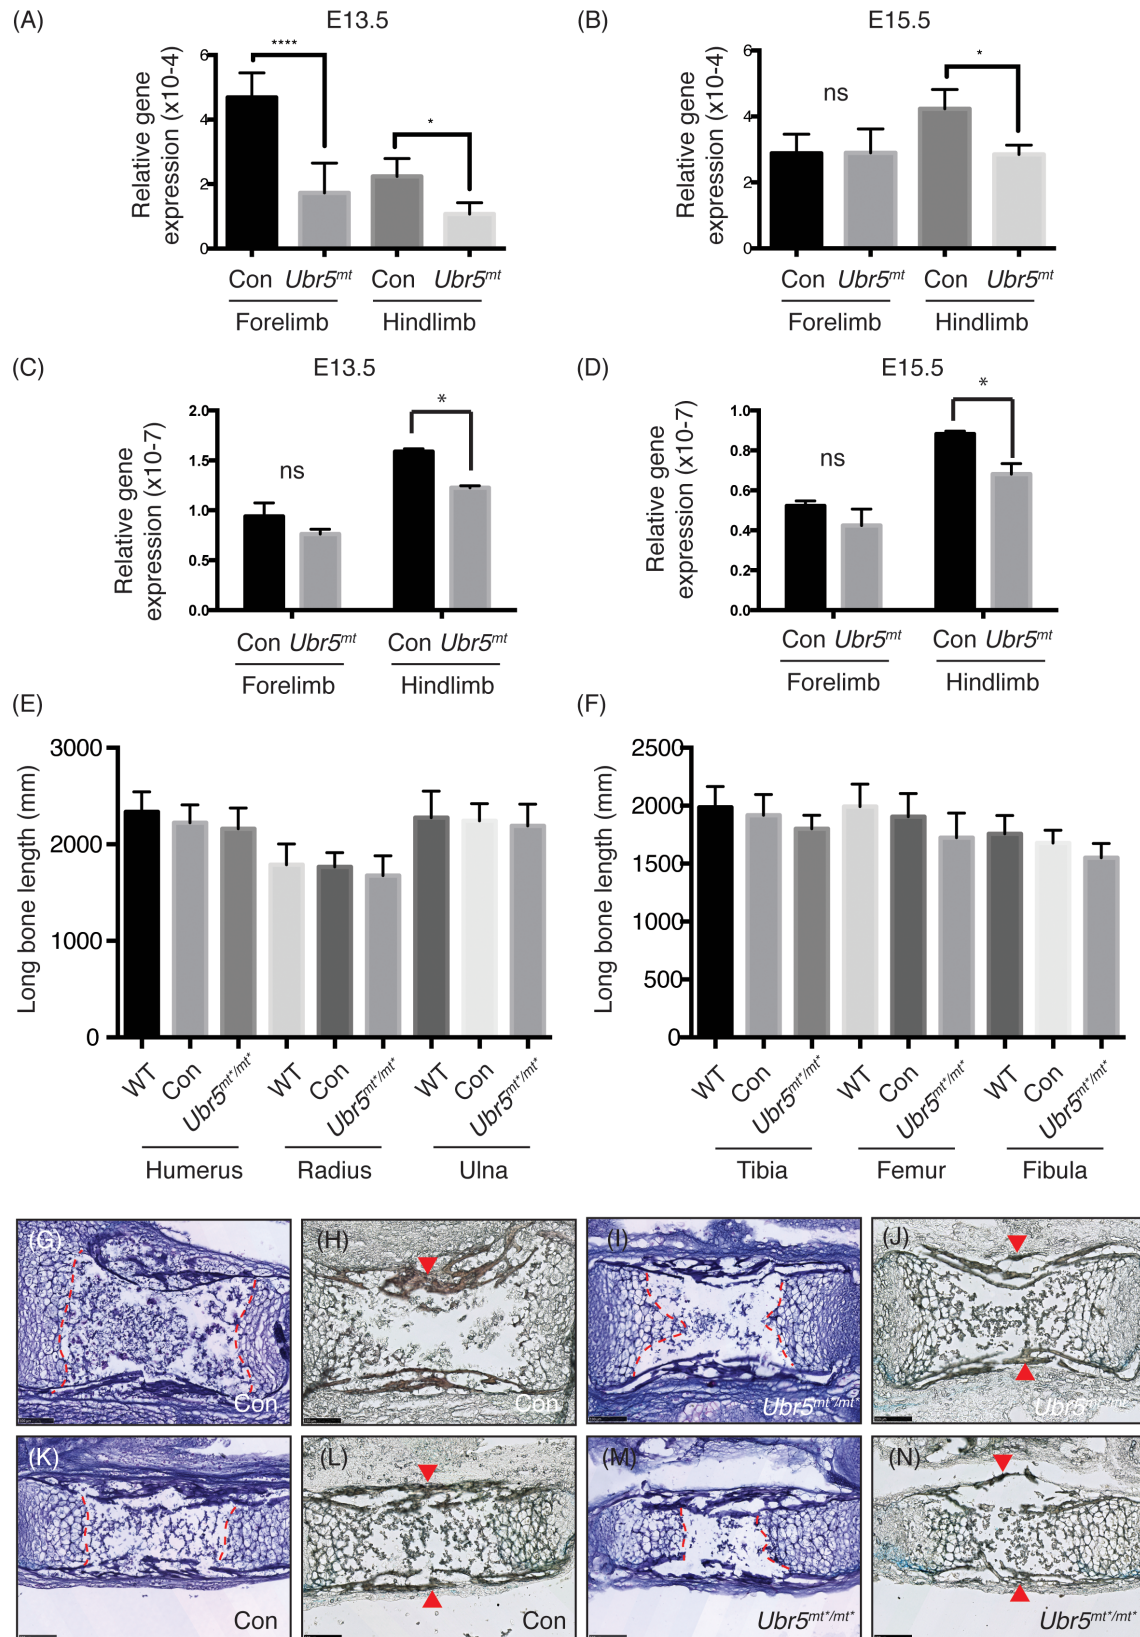 (A) E13.5
Relative gene
expression (x10-4)
6
4
2
0
****
*
Con Ubr5mt Con Ubr5mt
Forelimb Hindlimb
(B) E15.5
Relative gene
expression (x10-4)
6
4
2
0
ns
*
Con Ubr5mt Con Ubr5mt
Forelimb Hindlimb
(C) E13.5
Relative gene
expression (x10-7)
2.0
1.5
1.0
0.5
0.0
ns
*
Con Ubr5mt Con Ubr5mt
Forelimb Hindlimb
(D) E15.5
Relative gene
expression (x10-7)
1.0
0.8
0.6
0.4
0.2
0.0
ns
*
Con Ubr5mt Con Ubr5mt
Forelimb Hindlimb
(E)
Long bone length (mm)
3000
2000
1000
0
WT Con Ubr5mt*/mt* WT Con Ubr5mt*/mt* WT Con Ubr5mt*/mt*
Humerus Radius Ulna
(F)
Long bone length (mm)
2500
2000
1500
1000
500
0
WT Con Ubr5mt*/mt* WT Con Ubr5mt*/mt* WT Con Ubr5mt*/mt*
Tibia Femur Fibula
(G)
Con
(H)
Con
(I)
Ubr5mt*/mt*
(J)
Ubr5mt*/mt*
(K)
Con
(L)
Con
(M)
Ubr5mt*/mt*
(N)
Ubr5mt*/mt*